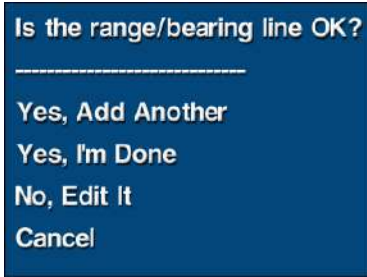 Is the range/bearing line OK?
-----------------------------
Yes, Add Another
Yes, I'm Done
No, Edit It
Cancel